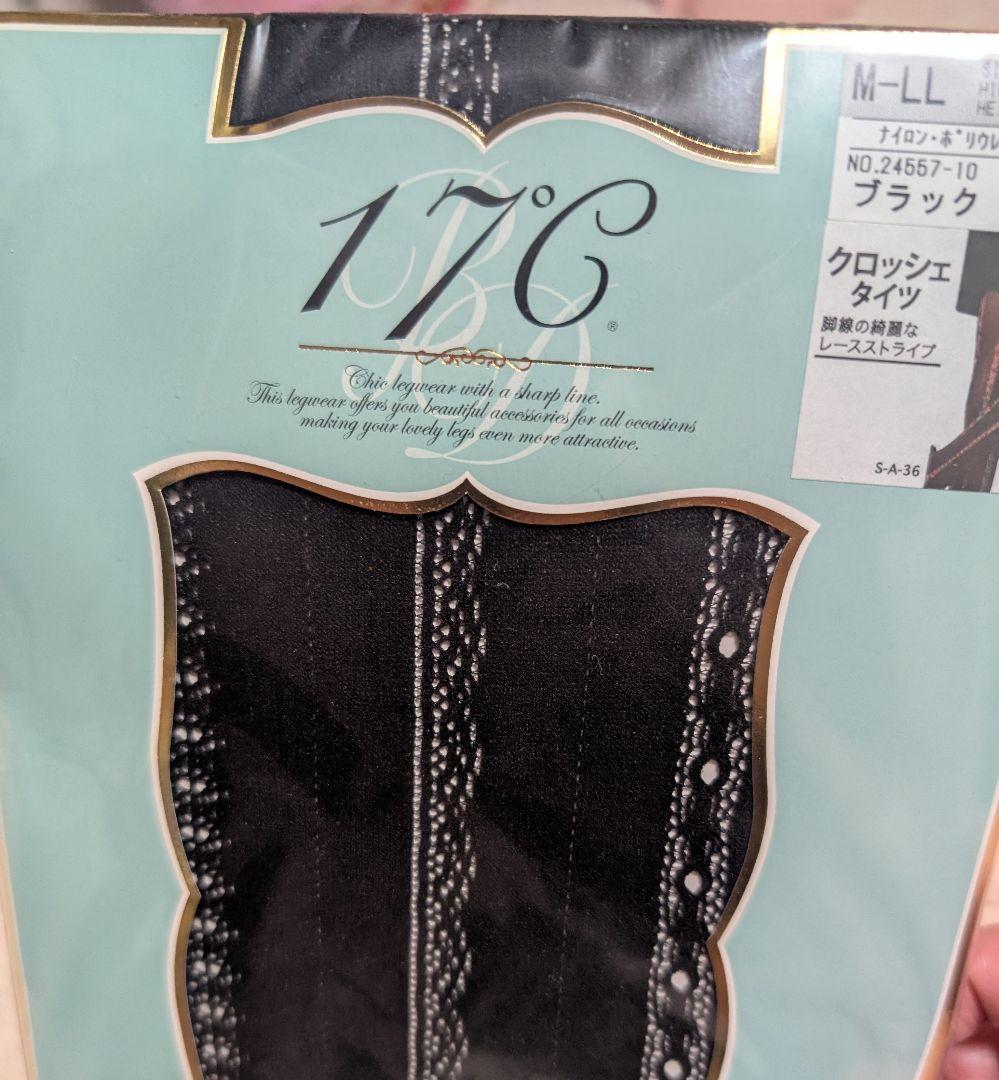 17℃
®
BD
Chic legwear with a sharp line.
This legwear offers you beautiful accessories for all occasions
making your lovely legs even more attractive.
M-LL
HE
ナイロン・ポリウレ
NO.24557-10
ブラック
クロッシェ
タイツ
脚線の綺麗な
レースストライプ
S-A-36